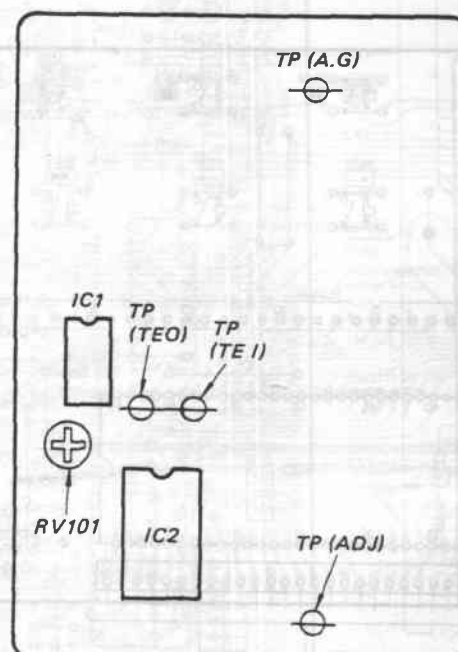 TP (A.G)
IC1
TP
(TEO)
TP
(TE I)
RV101
IC2
TP (ADJ)